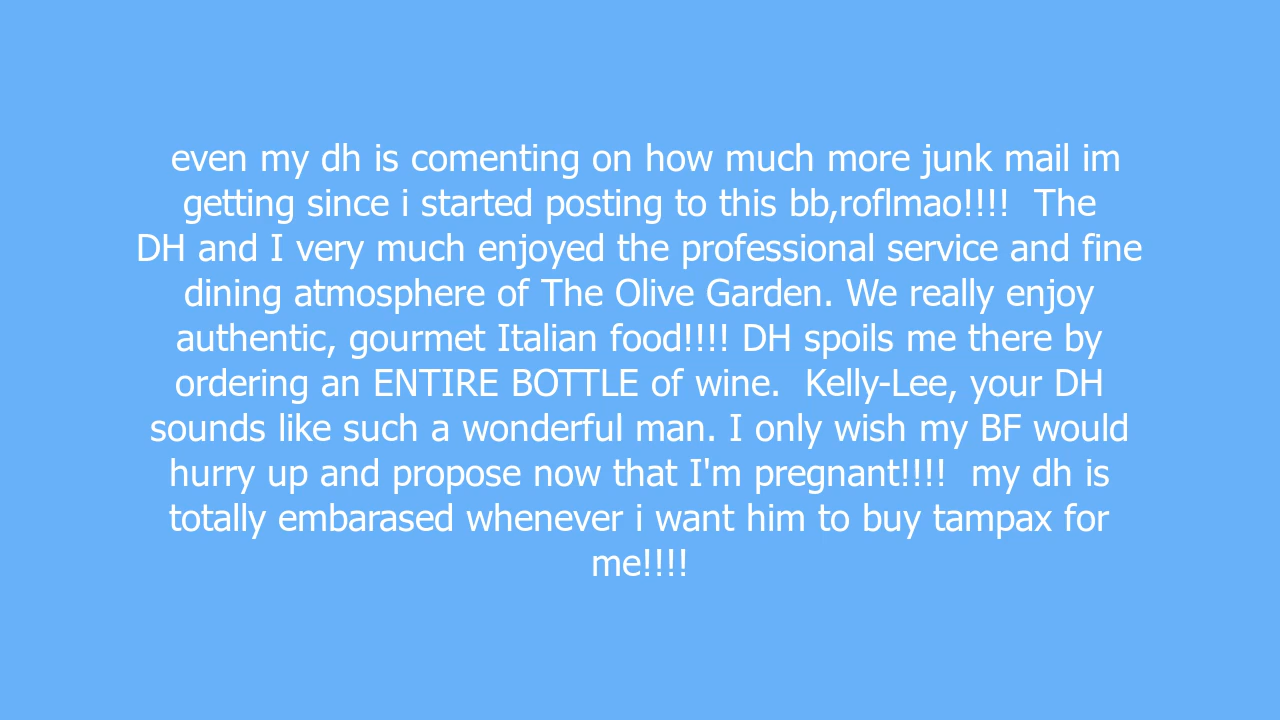 even my dh is comenting on how much more junk mail im
getting since i started posting to this bb,roflmao!!!!  The
DH and I very much enjoyed the professional service and fine
dining atmosphere of The Olive Garden. We really enjoy
authentic, gourmet Italian food!!!! DH spoils me there by
ordering an ENTIRE BOTTLE of wine.  Kelly-Lee, your DH
sounds like such a wonderful man. I only wish my BF would
hurry up and propose now that I'm pregnant!!!!  my dh is
totally embarased whenever i want him to buy tampax for
me!!!!